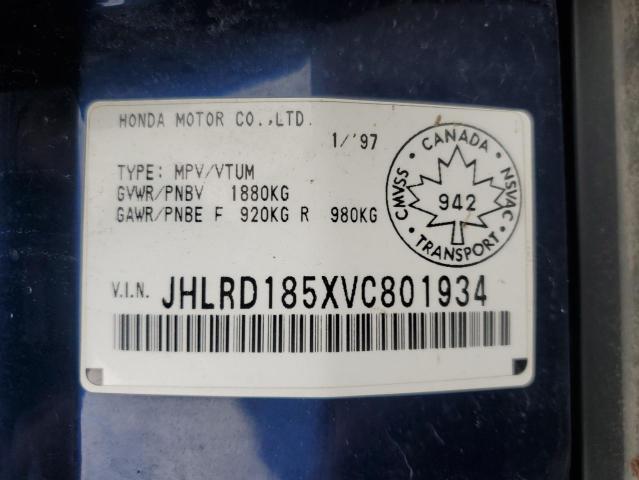 HONDA MOTOR CO.,LTD.
1/'97
TYPE: MPV/VTUM
GVWR/PNBV 1880KG
GAWR/PNBE F 920KG R 980KG
CMVSS · CANADA · NSVAC
942
· TRANSPORT ·
V.I.N. JHLRD185XVC801934